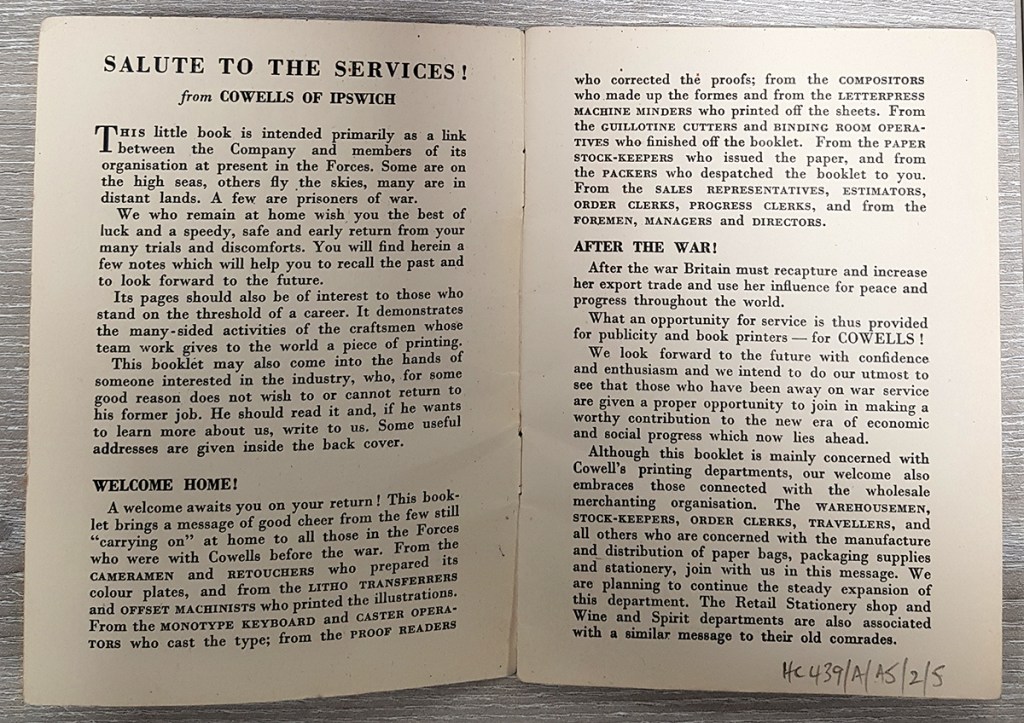 SALUTE TO THE SERVICES!
from COWELLS OF IPSWICH
THIS little book is intended primarily as a link
between the Company and members of its
organisation at present in the Forces. Some are on
the high seas, others fly the skies, many are in
distant lands. A few are prisoners of war.
We who remain at home wish you the best of
luck and a speedy, safe and early return from your
many trials and discomforts. You will find herein a
few notes which will help you to recall the past and
to look forward to the future.
Its pages should also be of interest to those who
stand on the threshold of a career. It demonstrates
the many-sided activities of the craftsmen whose
team work gives to the world a piece of printing.
This booklet may also come into the hands of
someone interested in the industry, who, for some
good reason does not wish to or cannot return to
his former job. He should read it and, if he wants
to learn more about us, write to us. Some useful
addresses are given inside the back cover.
WELCOME HOME!
A welcome awaits you on your return! This book-
let brings a message of good cheer from the few still
"carrying on" at home to all those in the Forces
who were with Cowells before the war. From the
CAMERAMEN and RETOUCHERS who prepared its
colour plates, and from the LITHO TRANSFERRERS
and OFFSET MACHINISTS who printed the illustrations.
From the MONOTYPE KEYBOARD and CASTER OPERA-
TORS who cast the type; from the PROOF READERS
who corrected the proofs; from the COMPOSITORS
who made up the formes and from the LETTERPRESS
MACHINE MINDERS who printed off the sheets. From
the GUILLOTINE CUTTERS and BINDING ROOM OPERA-
TIVES who finished off the booklet. From the PAPER
STOCK-KEEPERS who issued the paper, and from
the PACKERS who despatched the booklet to you.
From the SALES REPRESENTATIVES, ESTIMATORS,
ORDER CLERKS, PROGRESS CLERKS, and from the
FOREMEN, MANAGERS and DIRECTORS.
AFTER THE WAR!
After the war Britain must recapture and increase
her export trade and use her influence for peace and
progress throughout the world.
What an opportunity for service is thus provided
for publicity and book printers — for COWELLS!
We look forward to the future with confidence
and enthusiasm and we intend to do our utmost to
see that those who have been away on war service
are given a proper opportunity to join in making a
worthy contribution to the new era of economic
and social progress which now lies ahead.
Although this booklet is mainly concerned with
Cowell's printing departments, our welcome also
embraces those connected with the wholesale
merchanting organisation. The WAREHOUSEMEN,
STOCK-KEEPERS, ORDER CLERKS, TRAVELLERS, and
all others who are concerned with the manufacture
and distribution of paper bags, packaging supplies
and stationery, join with us in this message. We
are planning to continue the steady expansion of
this department. The Retail Stationery shop and
Wine and Spirit departments are also associated
with a similar message to their old comrades.
HC439/A/A5/2/5